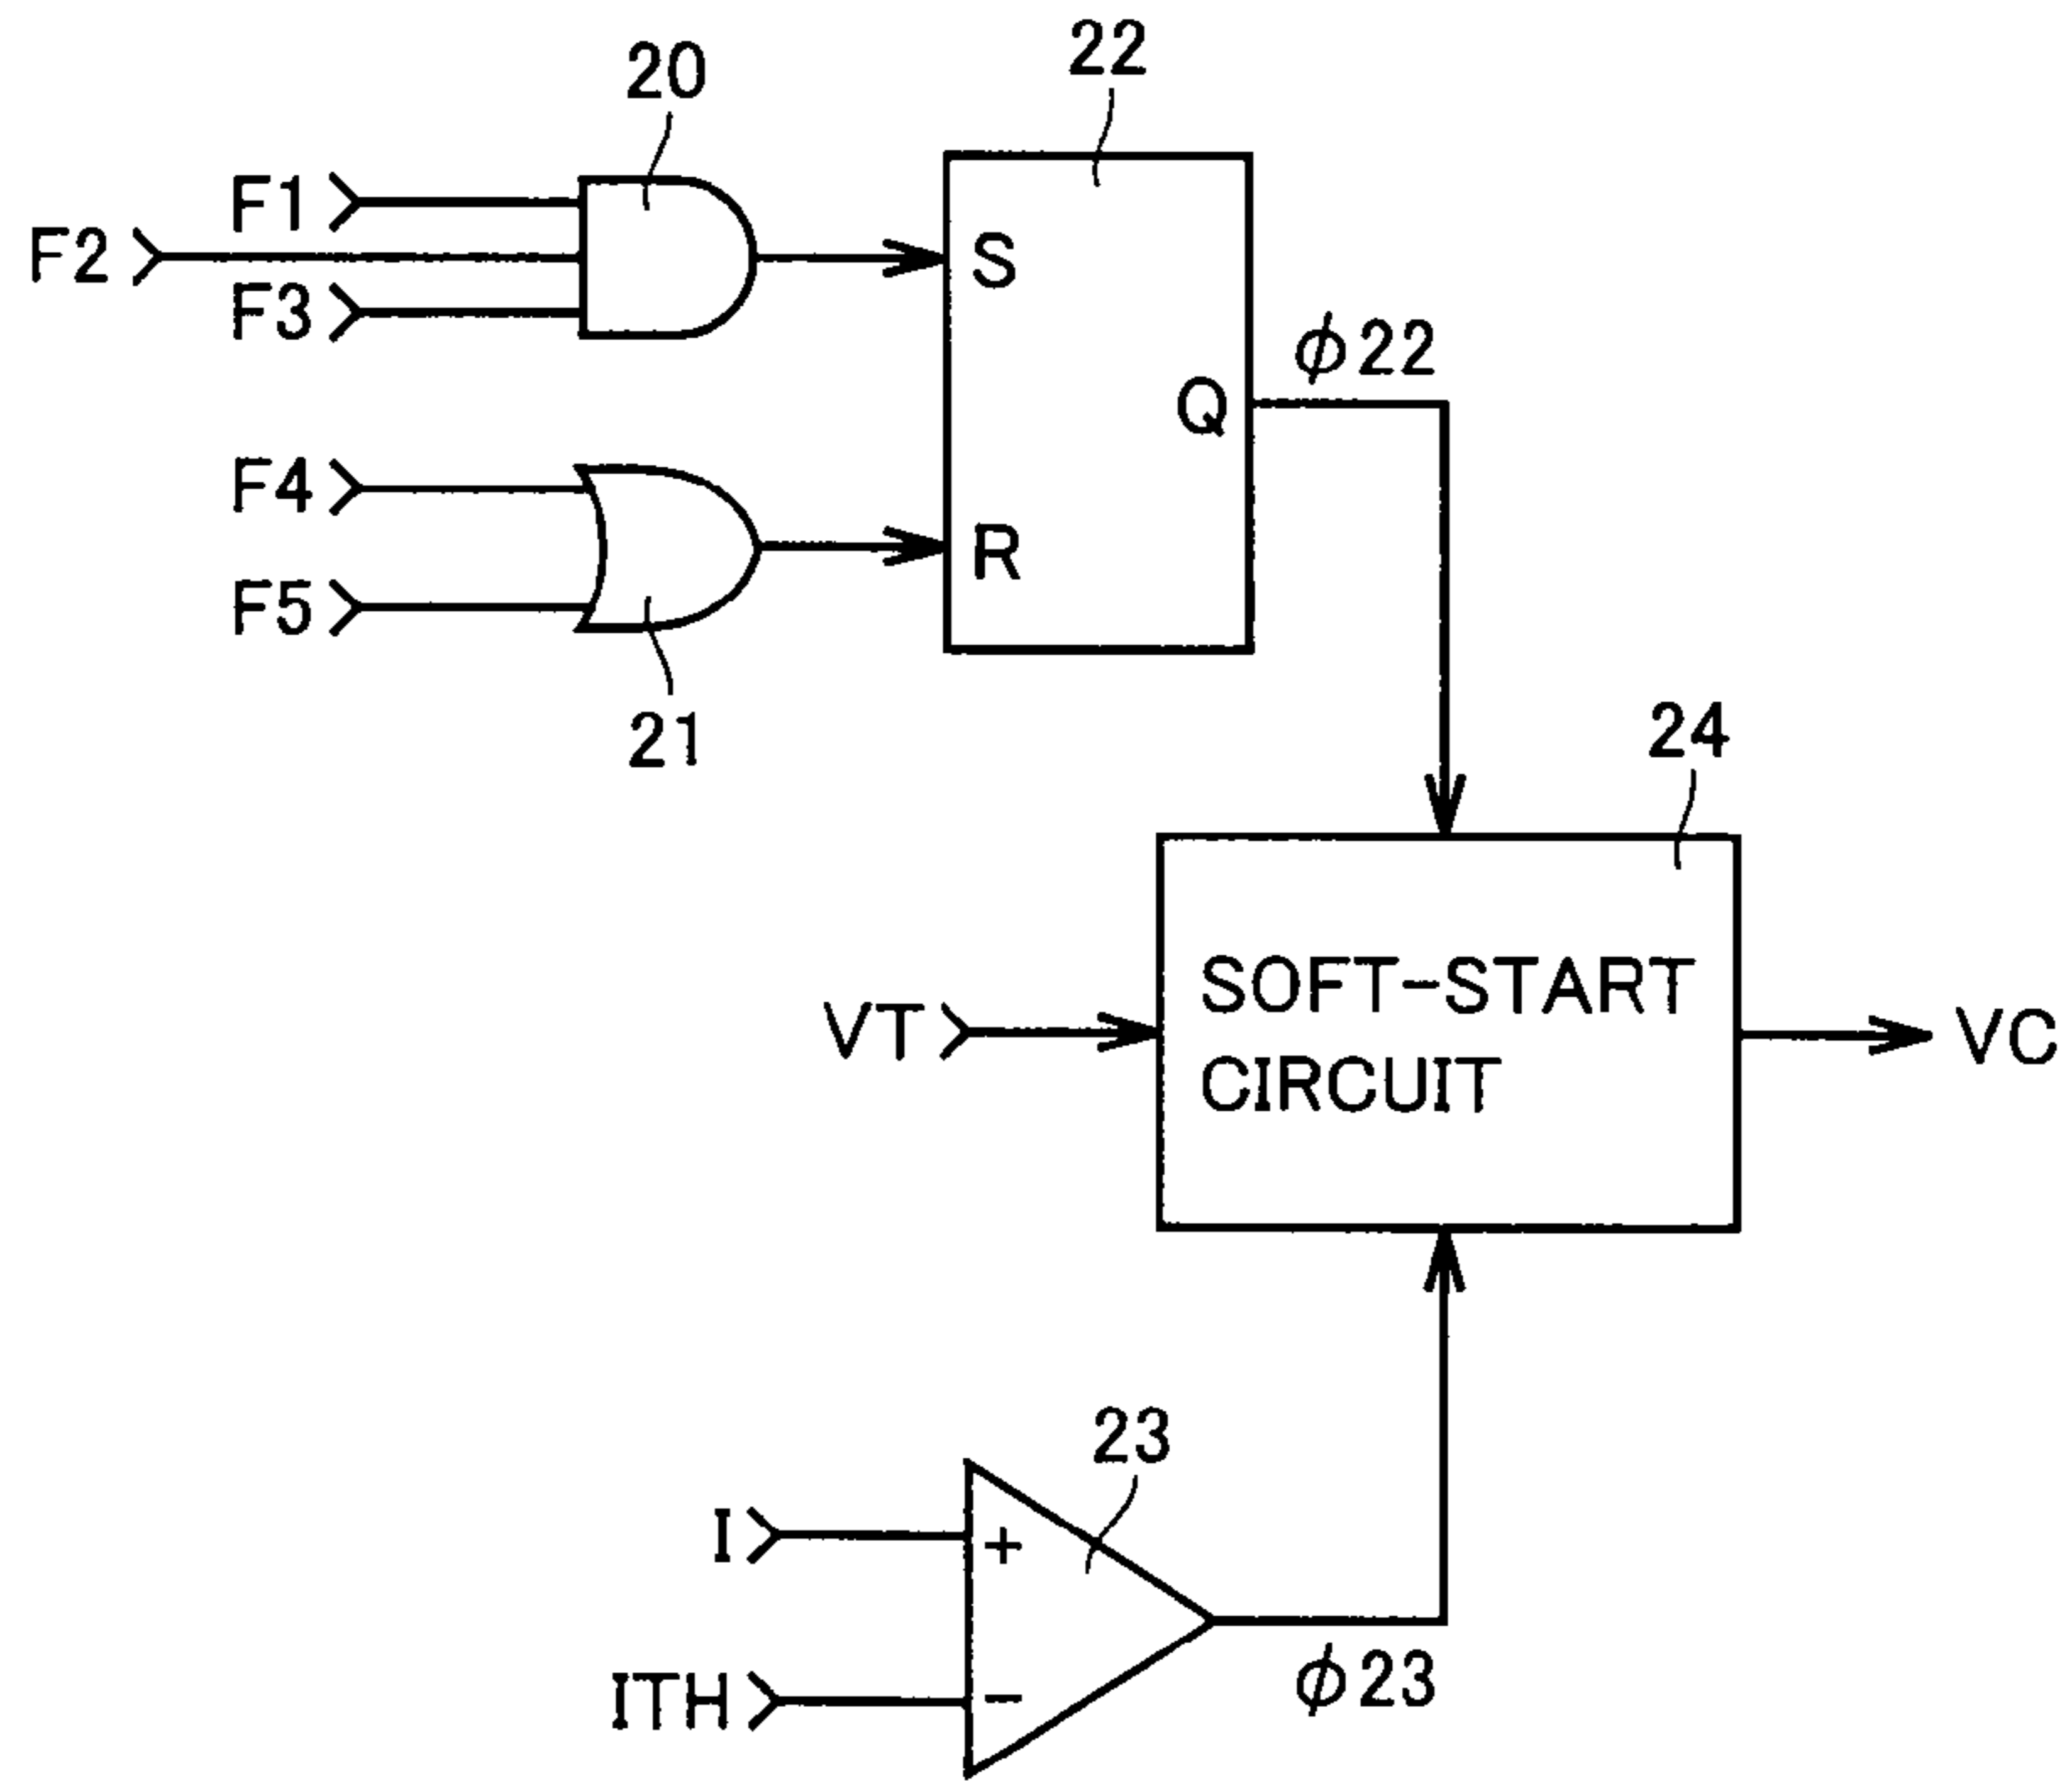 20
22
F1
F2
F3
S
φ22
Q
F4
R
F5
21
24
SOFT-START
CIRCUIT
VT
VC
23
I
+
ITH
−
φ23